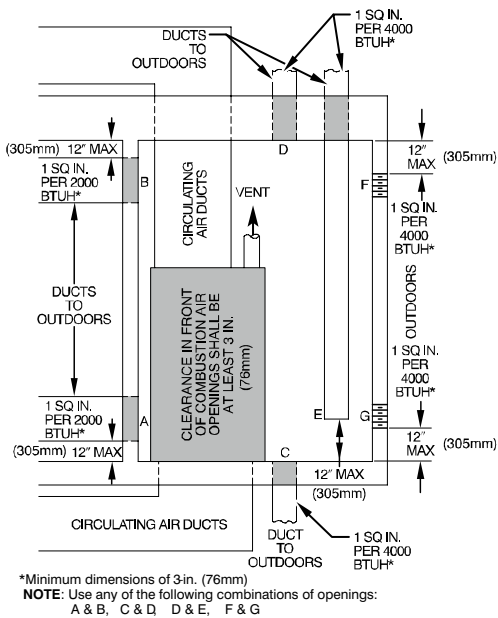 DUCTS
TO
OUTDOORS
1 SQ IN.
PER 4000
BTUH*
(305mm) 12″ MAX
1 SQ IN.
PER 2000
BTUH*
B
CIRCULATING
AIR DUCTS
VENT
D
12″
MAX
(305mm)
F
1 SQ IN.
PER
4000
BTUH*
DUCTS
TO
OUTDOORS
OUTDOORS
CLEARANCE IN FRONT
OF COMBUSTION AIR
OPENINGS SHALL BE
AT LEAST 3 IN.
(76mm)
1 SQ IN.
PER
4000
BTUH*
1 SQ IN.
PER 2000
BTUH*
A
E
G
(305mm) 12″ MAX
C
12″
MAX
(305mm)
12″ MAX
(305mm)
CIRCULATING AIR DUCTS
DUCT
TO
OUTDOORS
1 SQ IN.
PER 4000
BTUH*
*Minimum dimensions of 3-in. (76mm)
NOTE: Use any of the following combinations of openings:
A & B, C & D, D & E, F & G